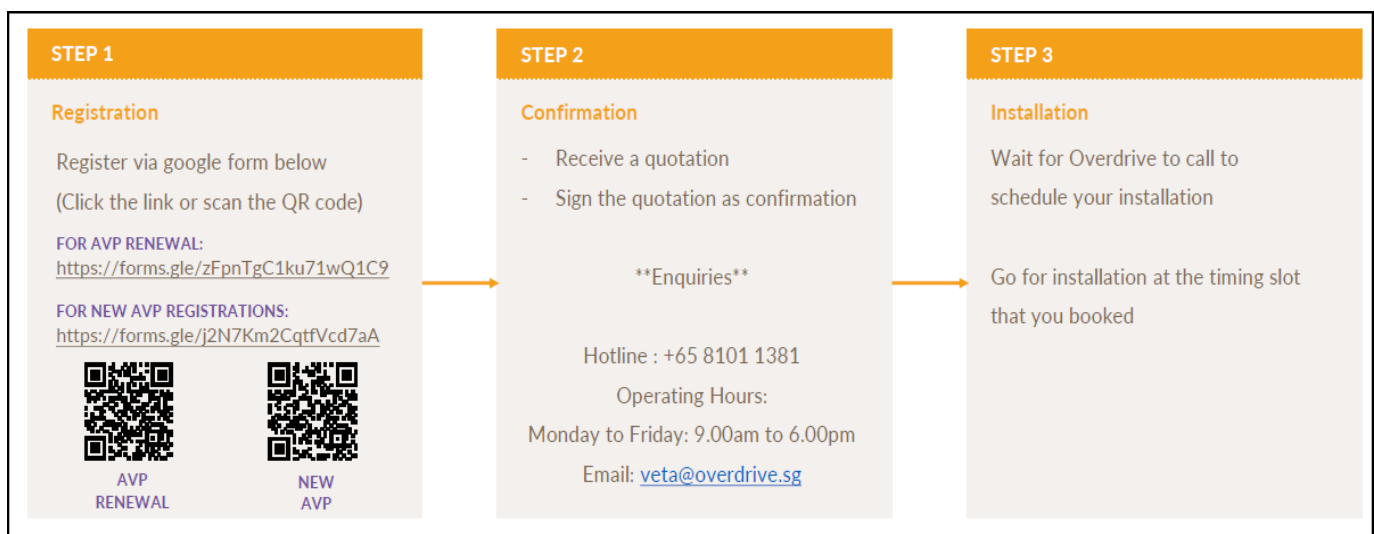 STEP 1
Registration
Register via google form below
(Click the link or scan the QR code)
FOR AVP RENEWAL:
https://forms.gle/zFpnTgC1ku71wQ1C9
FOR NEW AVP REGISTRATIONS:
https://forms.gle/j2N7Km2CqtfVcd7aA
AVP
RENEWAL
NEW
AVP
STEP 2
Confirmation
- Receive a quotation
- Sign the quotation as confirmation
**Enquiries**
Hotline : +65 8101 1381
Operating Hours:
Monday to Friday: 9.00am to 6.00pm
Email: veta@overdrive.sg
STEP 3
Installation
Wait for Overdrive to call to
schedule your installation
Go for installation at the timing slot
that you booked